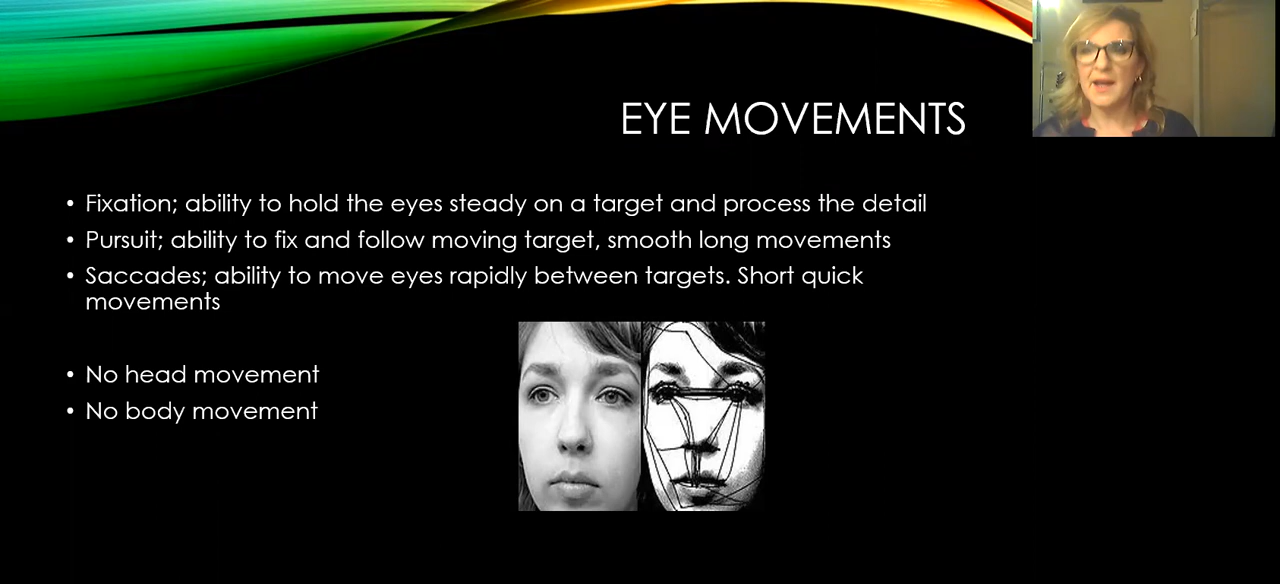 EYE MOVEMENTS
• Fixation; ability to hold the eyes steady on a target and process the detail
• Pursuit; ability to fix and follow moving target, smooth long movements
• Saccades; ability to move eyes rapidly between targets. Short quick
movements
• No head movement
• No body movement